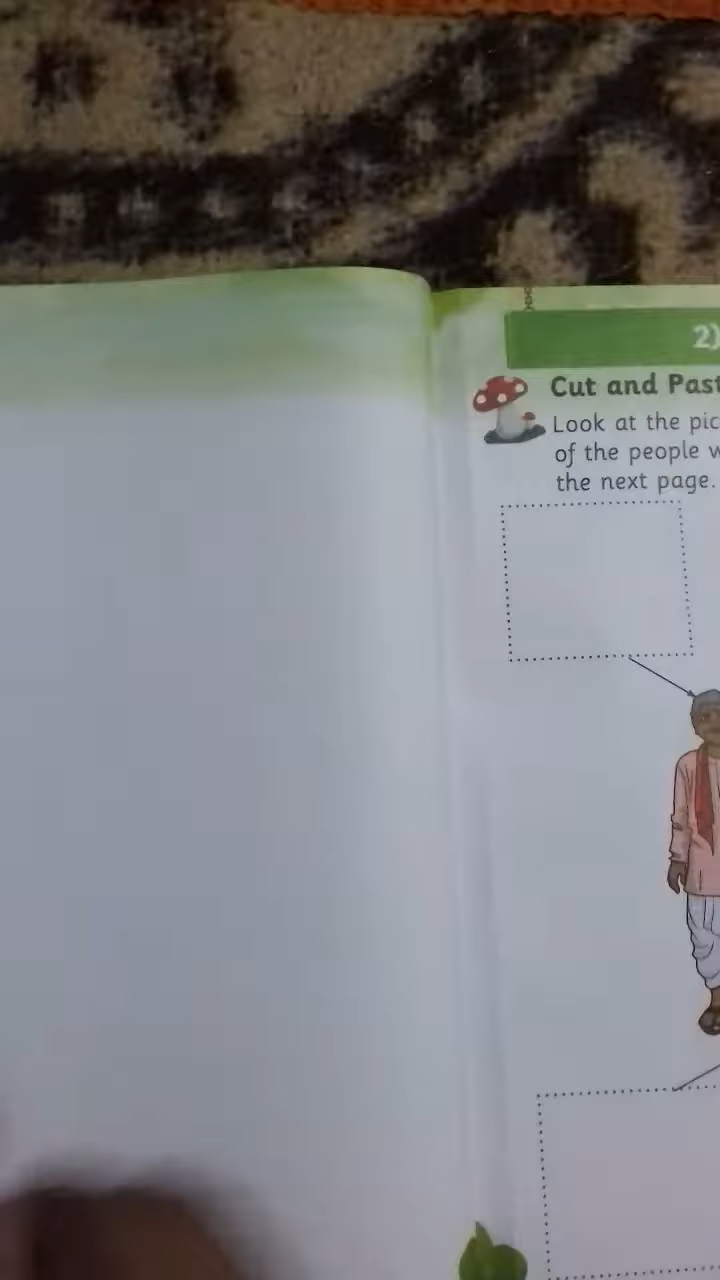 2)
Cut and Past
Look at the pic
of the people w
the next page.